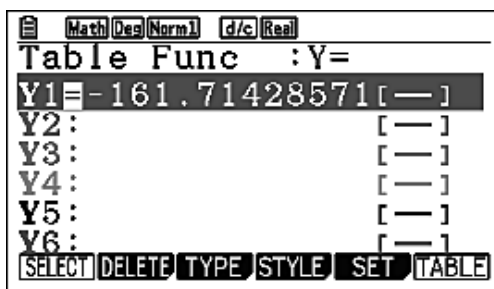 Math Deg Norm1 d/c Real
Table Func :Y=
Y1=-161.71428571[—]
Y2: [—]
Y3: [—]
Y4: [—]
Y5: [—]
Y6: [—]
SELECT DELETE TYPE STYLE SET TABLE